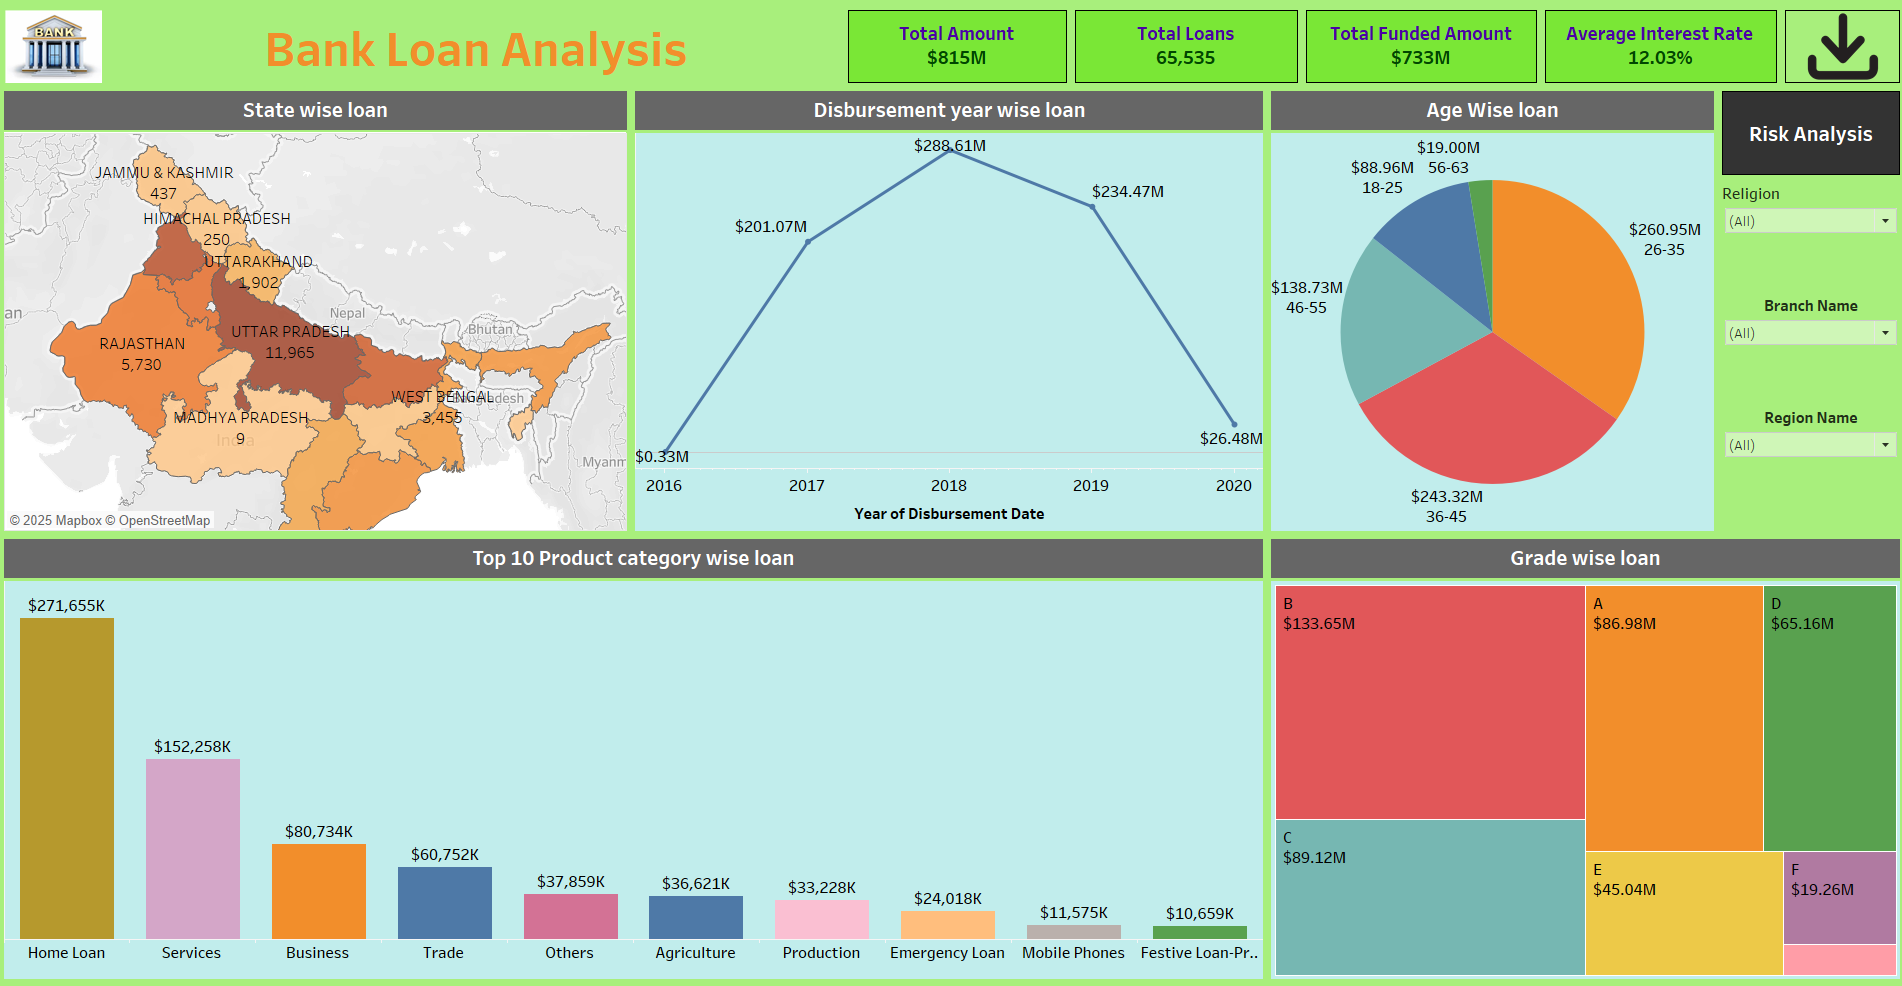 BANK
Bank Loan Analysis
Total Amount
$815M
Total Loans
65,535
Total Funded Amount
$733M
Average Interest Rate
12.03%
State wise loan
JAMMU & KASHMIR
437
HIMACHAL PRADESH
250
UTTARAKHAND
1,902
an
Nepal
Bhutan
UTTAR PRADESH
11,965
RAJASTHAN
5,730
WEST BENGAL
3,455
Bangladesh
MADHYA PRADESH
9
India
Myanm
© 2025 Mapbox © OpenStreetMap
Disbursement year wise loan
$288.61M
$234.47M
$201.07M
$26.48M
$0.33M
2016
2017
2018
2019
2020
Year of Disbursement Date
Age Wise loan
$19.00M
56-63
$88.96M
18-25
$260.95M
26-35
$138.73M
46-55
$243.32M
36-45
Risk Analysis
Religion
(All)
Branch Name
(All)
Region Name
(All)
Top 10 Product category wise loan
$271,655K
$152,258K
$80,734K
$60,752K
$37,859K
$36,621K
$33,228K
$24,018K
$11,575K
$10,659K
Home Loan
Services
Business
Trade
Others
Agriculture
Production
Emergency Loan
Mobile Phones
Festive Loan-Pr..
Grade wise loan
B
$133.65M
A
$86.98M
D
$65.16M
C
$89.12M
E
$45.04M
F
$19.26M